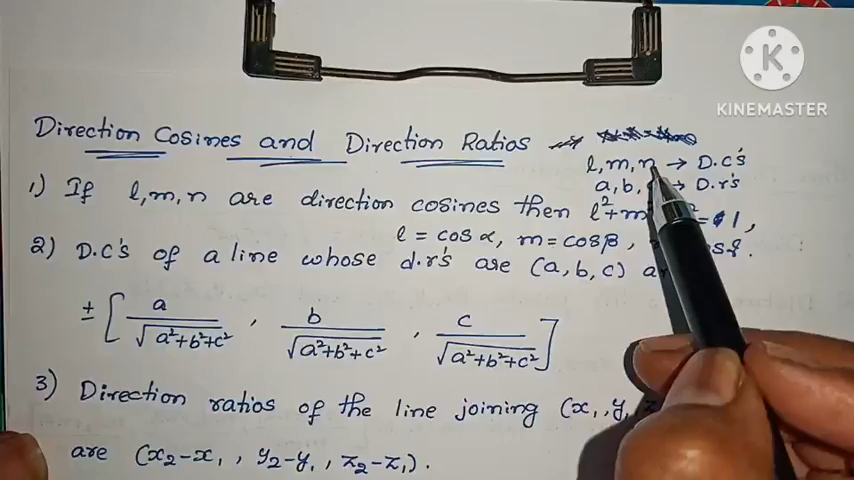 KINEMASTER
Direction Cosines and Direction Ratios
l, m, n → D.C's
a, b, → D.r's
1) If l, m, n are direction cosines then l²+m ² = 1,
l = cos α, m = cos β,
2) D.C's of a line whose d.r's are (a, b, c)
± [ a/√(a²+b²+c²) , b/√(a²+b²+c²) , c/√(a²+b²+c²) ]
3) Direction ratios of the line joining (x₁, y₁
are (x₂-x₁, y₂-y₁, z₂-z₁).